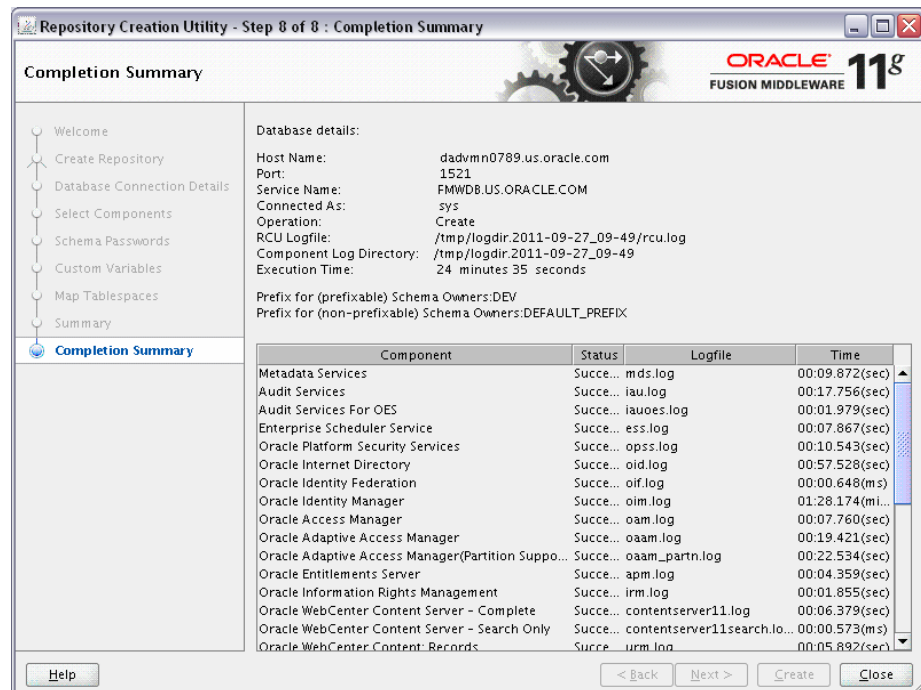 Repository Creation Utility - Step 8 of 8 : Completion Summary
Completion Summary
ORACLE
FUSION MIDDLEWARE 11g
Welcome
Create Repository
Database Connection Details
Select Components
Schema Passwords
Custom Variables
Map Tablespaces
Summary
Completion Summary
Database details:
Host Name: dadvmn0789.us.oracle.com
Port: 1521
Service Name: FMWDB.US.ORACLE.COM
Connected As: sys
Operation: Create
RCU Logfile: /tmp/logdir.2011-09-27_09-49/rcu.log
Component Log Directory: /tmp/logdir.2011-09-27_09-49
Execution Time: 24 minutes 35 seconds
Prefix for (prefixable) Schema Owners:DEV
Prefix for (non-prefixable) Schema Owners:DEFAULT_PREFIX
Component Status Logfile Time
Metadata Services Succe... mds.log 00:09.872(sec)
Audit Services Succe... iau.log 00:17.756(sec)
Audit Services For OES Succe... iauoes.log 00:01.979(sec)
Enterprise Scheduler Service Succe... ess.log 00:07.867(sec)
Oracle Platform Security Services Succe... opss.log 00:10.543(sec)
Oracle Internet Directory Succe... oid.log 00:57.528(sec)
Oracle Identity Federation Succe... oif.log 00:00.648(ms)
Oracle Identity Manager Succe... oim.log 01:28.174(mi...
Oracle Access Manager Succe... oam.log 00:07.760(sec)
Oracle Adaptive Access Manager Succe... oaam.log 00:19.421(sec)
Oracle Adaptive Access Manager(Partition Suppo... Succe... oaam_partn.log 00:22.534(sec)
Oracle Entitlements Server Succe... apm.log 00:04.359(sec)
Oracle Information Rights Management Succe... irm.log 00:01.855(sec)
Oracle WebCenter Content Server - Complete Succe... contentserver11.log 00:06.379(sec)
Oracle WebCenter Content Server - Search Only Succe... contentserver11search.lo... 00:00.573(ms)
Oracle WebCenter Content: Records Succe... urm.log 00:05.892(sec)
Help < Back Next > Create Close